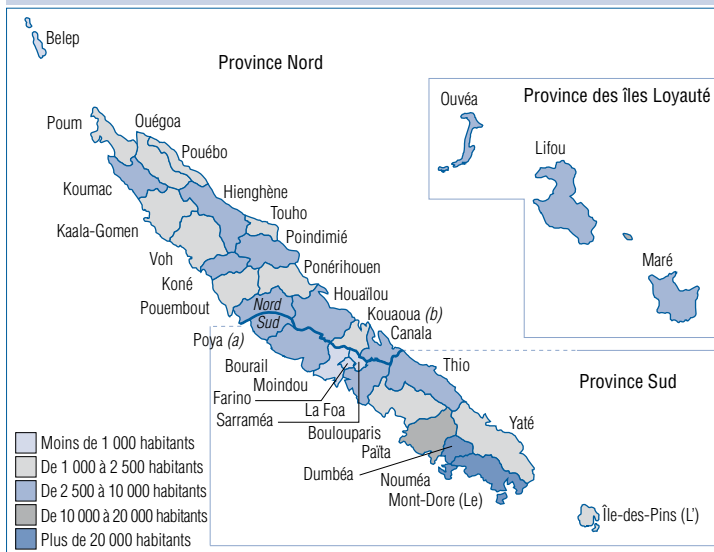 Belep
Province Nord
Ouvéa
Province des îles Loyauté
Lifou
Maré
Poum
Ouégoa
Pouébo
Koumac
Hienghène
Kaala-Gomen
Touho
Poindimié
Voh
Ponérihouen
Koné
Houaïlou
Pouembout
Nord
Sud
Kouaoua (b)
Canala
Poya (a)
Thio
Bourail
Moindou
Farino
La Foa
Sarraméa
Boulouparis
Province Sud
Yaté
Païta
Dumbéa
Nouméa
Mont-Dore (Le)
Île-des-Pins (L')
Moins de 1 000 habitants
De 1 000 à 2 500 habitants
De 2 500 à 10 000 habitants
De 10 000 à 20 000 habitants
Plus de 20 000 habitants